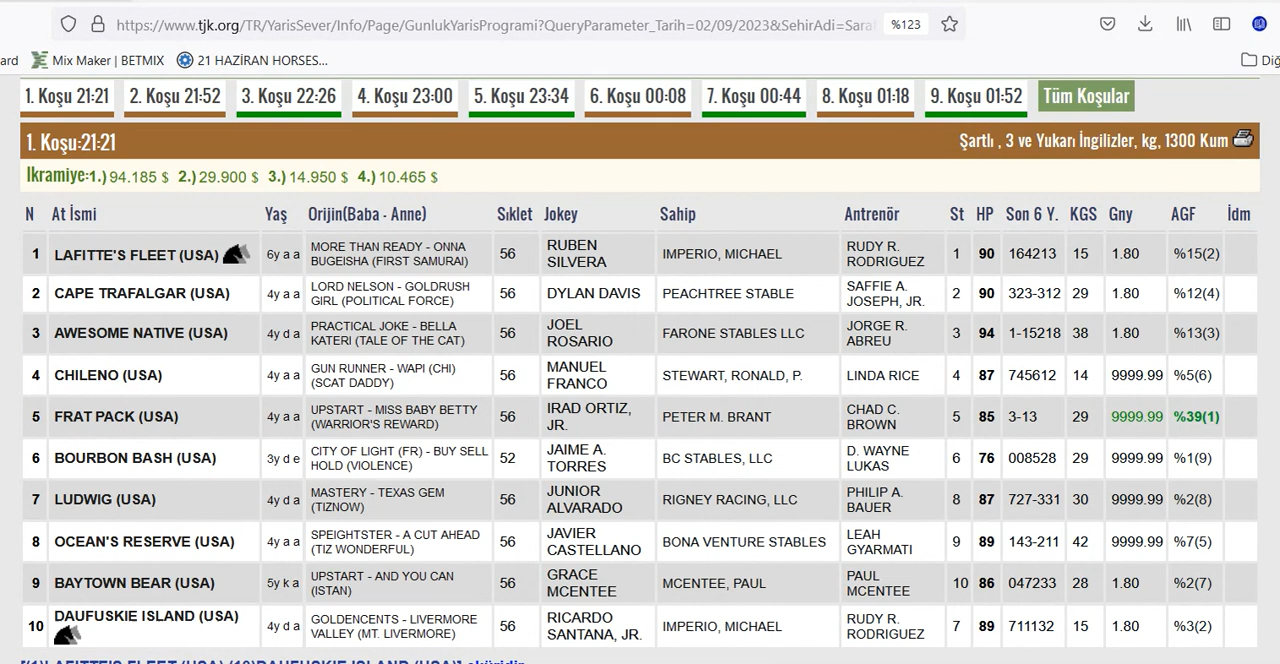 https://www.tjk.org/TR/YarisSever/Info/Page/GunlukYarisProgrami?QueryParameter_Tarih=02/09/2023&SehirAdi=Sara %123
ard Mix Maker | BETMIX 21 HAZİRAN HORSES... Diğ
1. Koşu 21:21 2. Koşu 21:52 3. Koşu 22:26 4. Koşu 23:00 5. Koşu 23:34 6. Koşu 00:08 7. Koşu 00:44 8. Koşu 01:18 9. Koşu 01:52 Tüm Koşular
1. Koşu:21:21 Şartlı , 3 ve Yukarı İngilizler, kg, 1300 Kum
İkramiye:1.) 94.185 $ 2.) 29.900 $ 3.) 14.950 $ 4.) 10.465 $
N At İsmi Yaş Orijin(Baba - Anne) Sıklet Jokey Sahip Antrenör St HP Son 6 Y. KGS Gny AGF İdm
1 LAFITTE'S FLEET (USA) 6y a a MORE THAN READY - ONNA BUGEISHA (FIRST SAMURAI) 56 RUBEN SILVERA IMPERIO, MICHAEL RUDY R. RODRIGUEZ 1 90 164213 15 1.80 %15(2)
2 CAPE TRAFALGAR (USA) 4y a a LORD NELSON - GOLDRUSH GIRL (POLITICAL FORCE) 56 DYLAN DAVIS PEACHTREE STABLE SAFFIE A. JOSEPH, JR. 2 90 323-312 29 1.80 %12(4)
3 AWESOME NATIVE (USA) 4y d a PRACTICAL JOKE - BELLA KATERI (TALE OF THE CAT) 56 JOEL ROSARIO FARONE STABLES LLC JORGE R. ABREU 3 94 1-15218 38 1.80 %13(3)
4 CHILENO (USA) 4y a a GUN RUNNER - WAPI (CHI) (SCAT DADDY) 56 MANUEL FRANCO STEWART, RONALD, P. LINDA RICE 4 87 745612 14 9999.99 %5(6)
5 FRAT PACK (USA) 4y a a UPSTART - MISS BABY BETTY (WARRIOR'S REWARD) 56 IRAD ORTIZ, JR. PETER M. BRANT CHAD C. BROWN 5 85 3-13 29 9999.99 %39(1)
6 BOURBON BASH (USA) 3y d e CITY OF LIGHT (FR) - BUY SELL HOLD (VIOLENCE) 52 JAIME A. TORRES BC STABLES, LLC D. WAYNE LUKAS 6 76 008528 29 9999.99 %1(9)
7 LUDWIG (USA) 4y d a MASTERY - TEXAS GEM (TIZNOW) 56 JUNIOR ALVARADO RIGNEY RACING, LLC PHILIP A. BAUER 8 87 727-331 30 9999.99 %2(8)
8 OCEAN'S RESERVE (USA) 4y a a SPEIGHTSTER - A CUT AHEAD (TIZ WONDERFUL) 56 JAVIER CASTELLANO BONA VENTURE STABLES LEAH GYARMATI 9 89 143-211 42 9999.99 %7(5)
9 BAYTOWN BEAR (USA) 5y k a UPSTART - AND YOU CAN (ISTAN) 56 GRACE MCENTEE MCENTEE, PAUL PAUL MCENTEE 10 86 047233 28 1.80 %2(7)
10 DAUFUSKIE ISLAND (USA) 4y d a GOLDENCENTS - LIVERMORE VALLEY (MT. LIVERMORE) 56 RICARDO SANTANA, JR. IMPERIO, MICHAEL RUDY R. RODRIGUEZ 7 89 711132 15 1.80 %3(2)
[(1)LAFITTE'S FLEET (USA),(10)DAUFUSKIE ISLAND (USA)] eküridir.